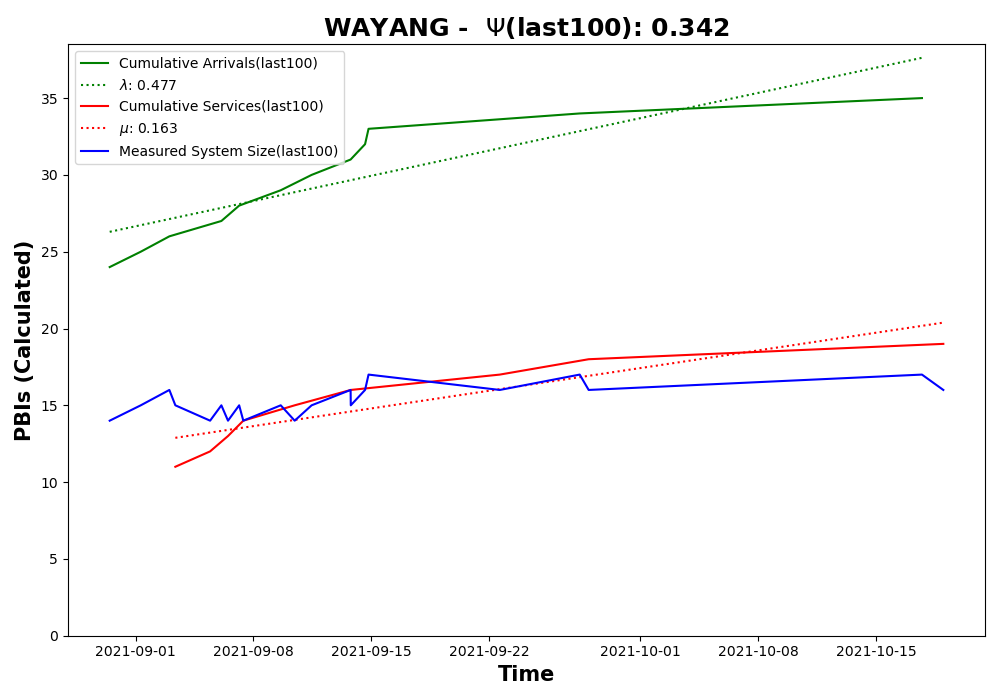 WAYANG -  Ψ(last100): 0.342
Cumulative Arrivals(last100)
λ: 0.477
Cumulative Services(last100)
μ: 0.163
Measured System Size(last100)
PBIs (Calculated)
35
30
25
20
15
10
5
0
2021-09-01 2021-09-08 2021-09-15 2021-09-22 2021-10-01 2021-10-08 2021-10-15
Time